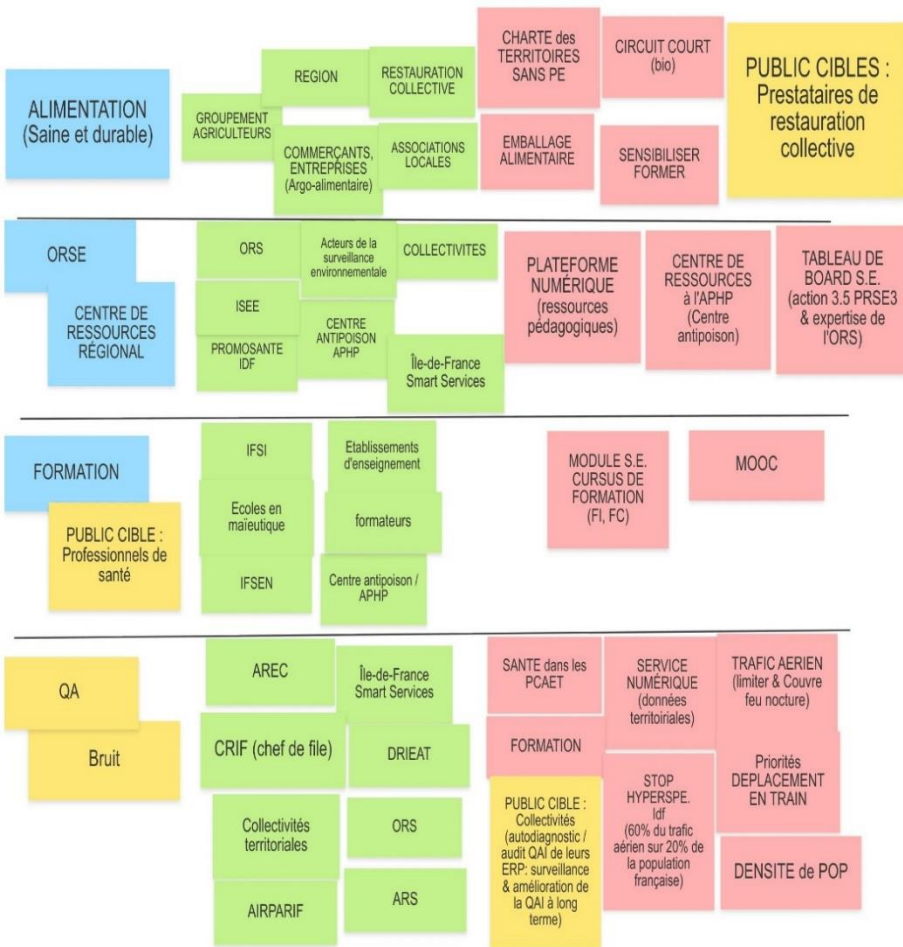 ALIMENTATION
(Saine et durable)
GROUPEMENT
AGRICULTEURS
REGION
COMMERÇANTS,
ENTREPRISES
(Argo-alimentaire)
RESTAURATION
COLLECTIVE
ASSOCIATIONS
LOCALES
CHARTE des
TERRITOIRES
SANS PE
EMBALLAGE
ALIMENTAIRE
CIRCUIT COURT
(bio)
SENSIBILISER
FORMER
PUBLIC CIBLES :
Prestataires de
restauration
collective
ORSE
CENTRE DE
RESSOURCES
RÉGIONAL
ORS
ISEE
PROMOSANTE
IDF
Acteurs de la
surveillance
environnementale
CENTRE
ANTIPOISON
APHP
COLLECTIVITES
Île-de-France
Smart Services
PLATEFORME
NUMÉRIQUE
(ressources
pédagogiques)
CENTRE DE
RESSOURCES
à l'APHP
(Centre
antipoison)
TABLEAU DE
BOARD S.E.
(action 3.5 PRSE3
& expertise de
l'ORS)
FORMATION
PUBLIC CIBLE :
Professionnels de
santé
IFSI
Ecoles en
maïeutique
IFSEN
Etablissements
d'enseignement
formateurs
Centre antipoison /
APHP
MODULE S.E.
CURSUS DE
FORMATION
(FI, FC)
MOOC
QA
Bruit
AREC
CRIF (chef de file)
Collectivités
territoriales
AIRPARIF
Île-de-France
Smart Services
DRIEAT
ORS
ARS
SANTE dans les
PCAET
FORMATION
PUBLIC CIBLE :
Collectivités
(autodiagnostic /
audit QAI de leurs
ERP: surveillance
& amélioration de
la QAI à long
terme)
SERVICE
NUMÉRIQUE
(données
territoiriales)
STOP
HYPERSPE.
Idf
(60% du trafic
aérien sur 20% de
la population
française)
TRAFIC AERIEN
(limiter & Couvre
feu nocture)
Priorités
DEPLACEMENT
EN TRAIN
DENSITE de POP